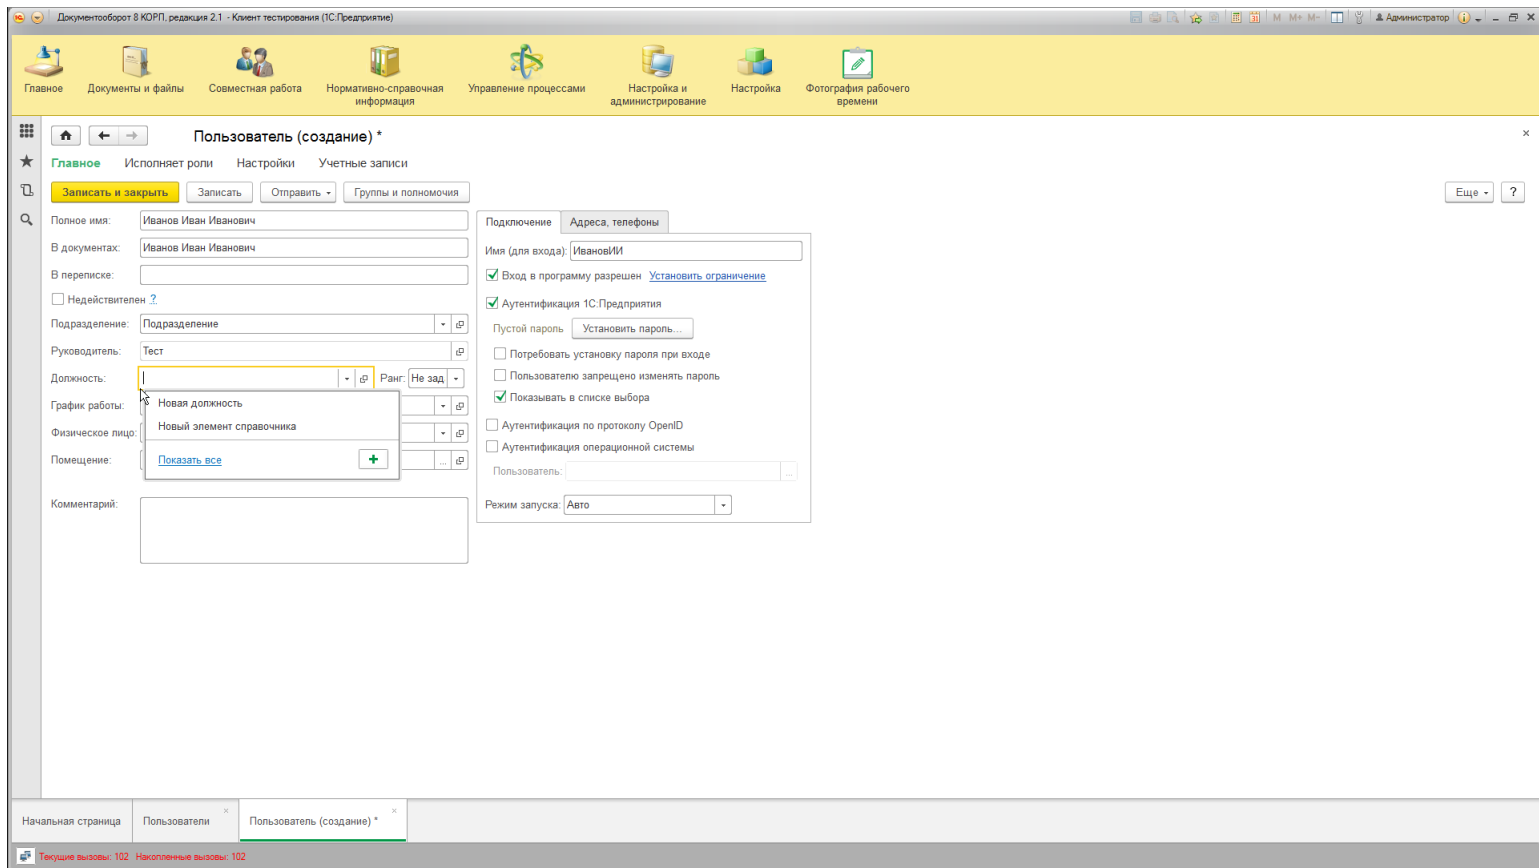 Документооборот 8 КОРП, редакция 2.1 - Клиент тестирования (1С:Предприятие)
M M+ M- Администратор
Главное
Документы и файлы
Совместная работа
Нормативно-справочная информация
Управление процессами
Настройка и администрирование
Настройка
Фотография рабочего времени
Пользователь (создание) *
Главное Исполняет роли Настройки Учетные записи
Записать и закрыть Записать Отправить Группы и полномочия Еще ?
Полное имя: Иванов Иван Иванович
В документах: Иванов Иван Иванович
В переписке:
Недействителен ?
Подразделение: Подразделение
Руководитель: Тест
Должность: Ранг: Не зад
Новая должность
Новый элемент справочника
Показать все +
График работы:
Физическое лицо:
Помещение:
Комментарий:
Подключение Адреса, телефоны
Имя (для входа): ИвановИИ
Вход в программу разрешен Установить ограничение
Аутентификация 1С:Предприятия
Пустой пароль Установить пароль...
Потребовать установку пароля при входе
Пользователю запрещено изменять пароль
Показывать в списке выбора
Аутентификация по протоколу OpenID
Аутентификация операционной системы
Пользователь: ...
Режим запуска: Авто
Начальная страница Пользователи Пользователь (создание) *
Текущие вызовы: 102 Накопленные вызовы: 102